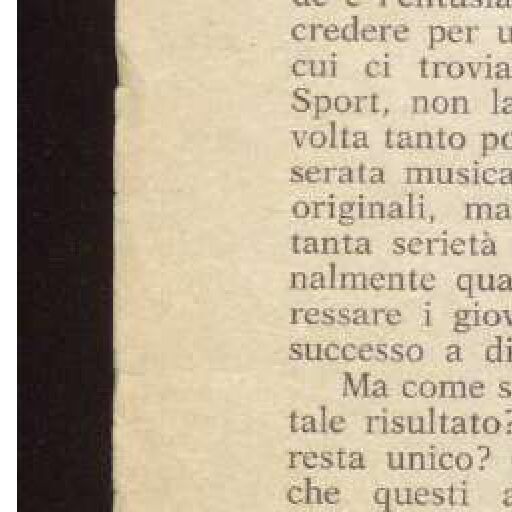 credere per
cui ci trovia
Sport, non la
volta tanto po
serata musica
originali, ma
tanta serietà
nalmente qua
ressare i giov
successo a di
Ma come s
tale risultato?
resta unico?
che questi a